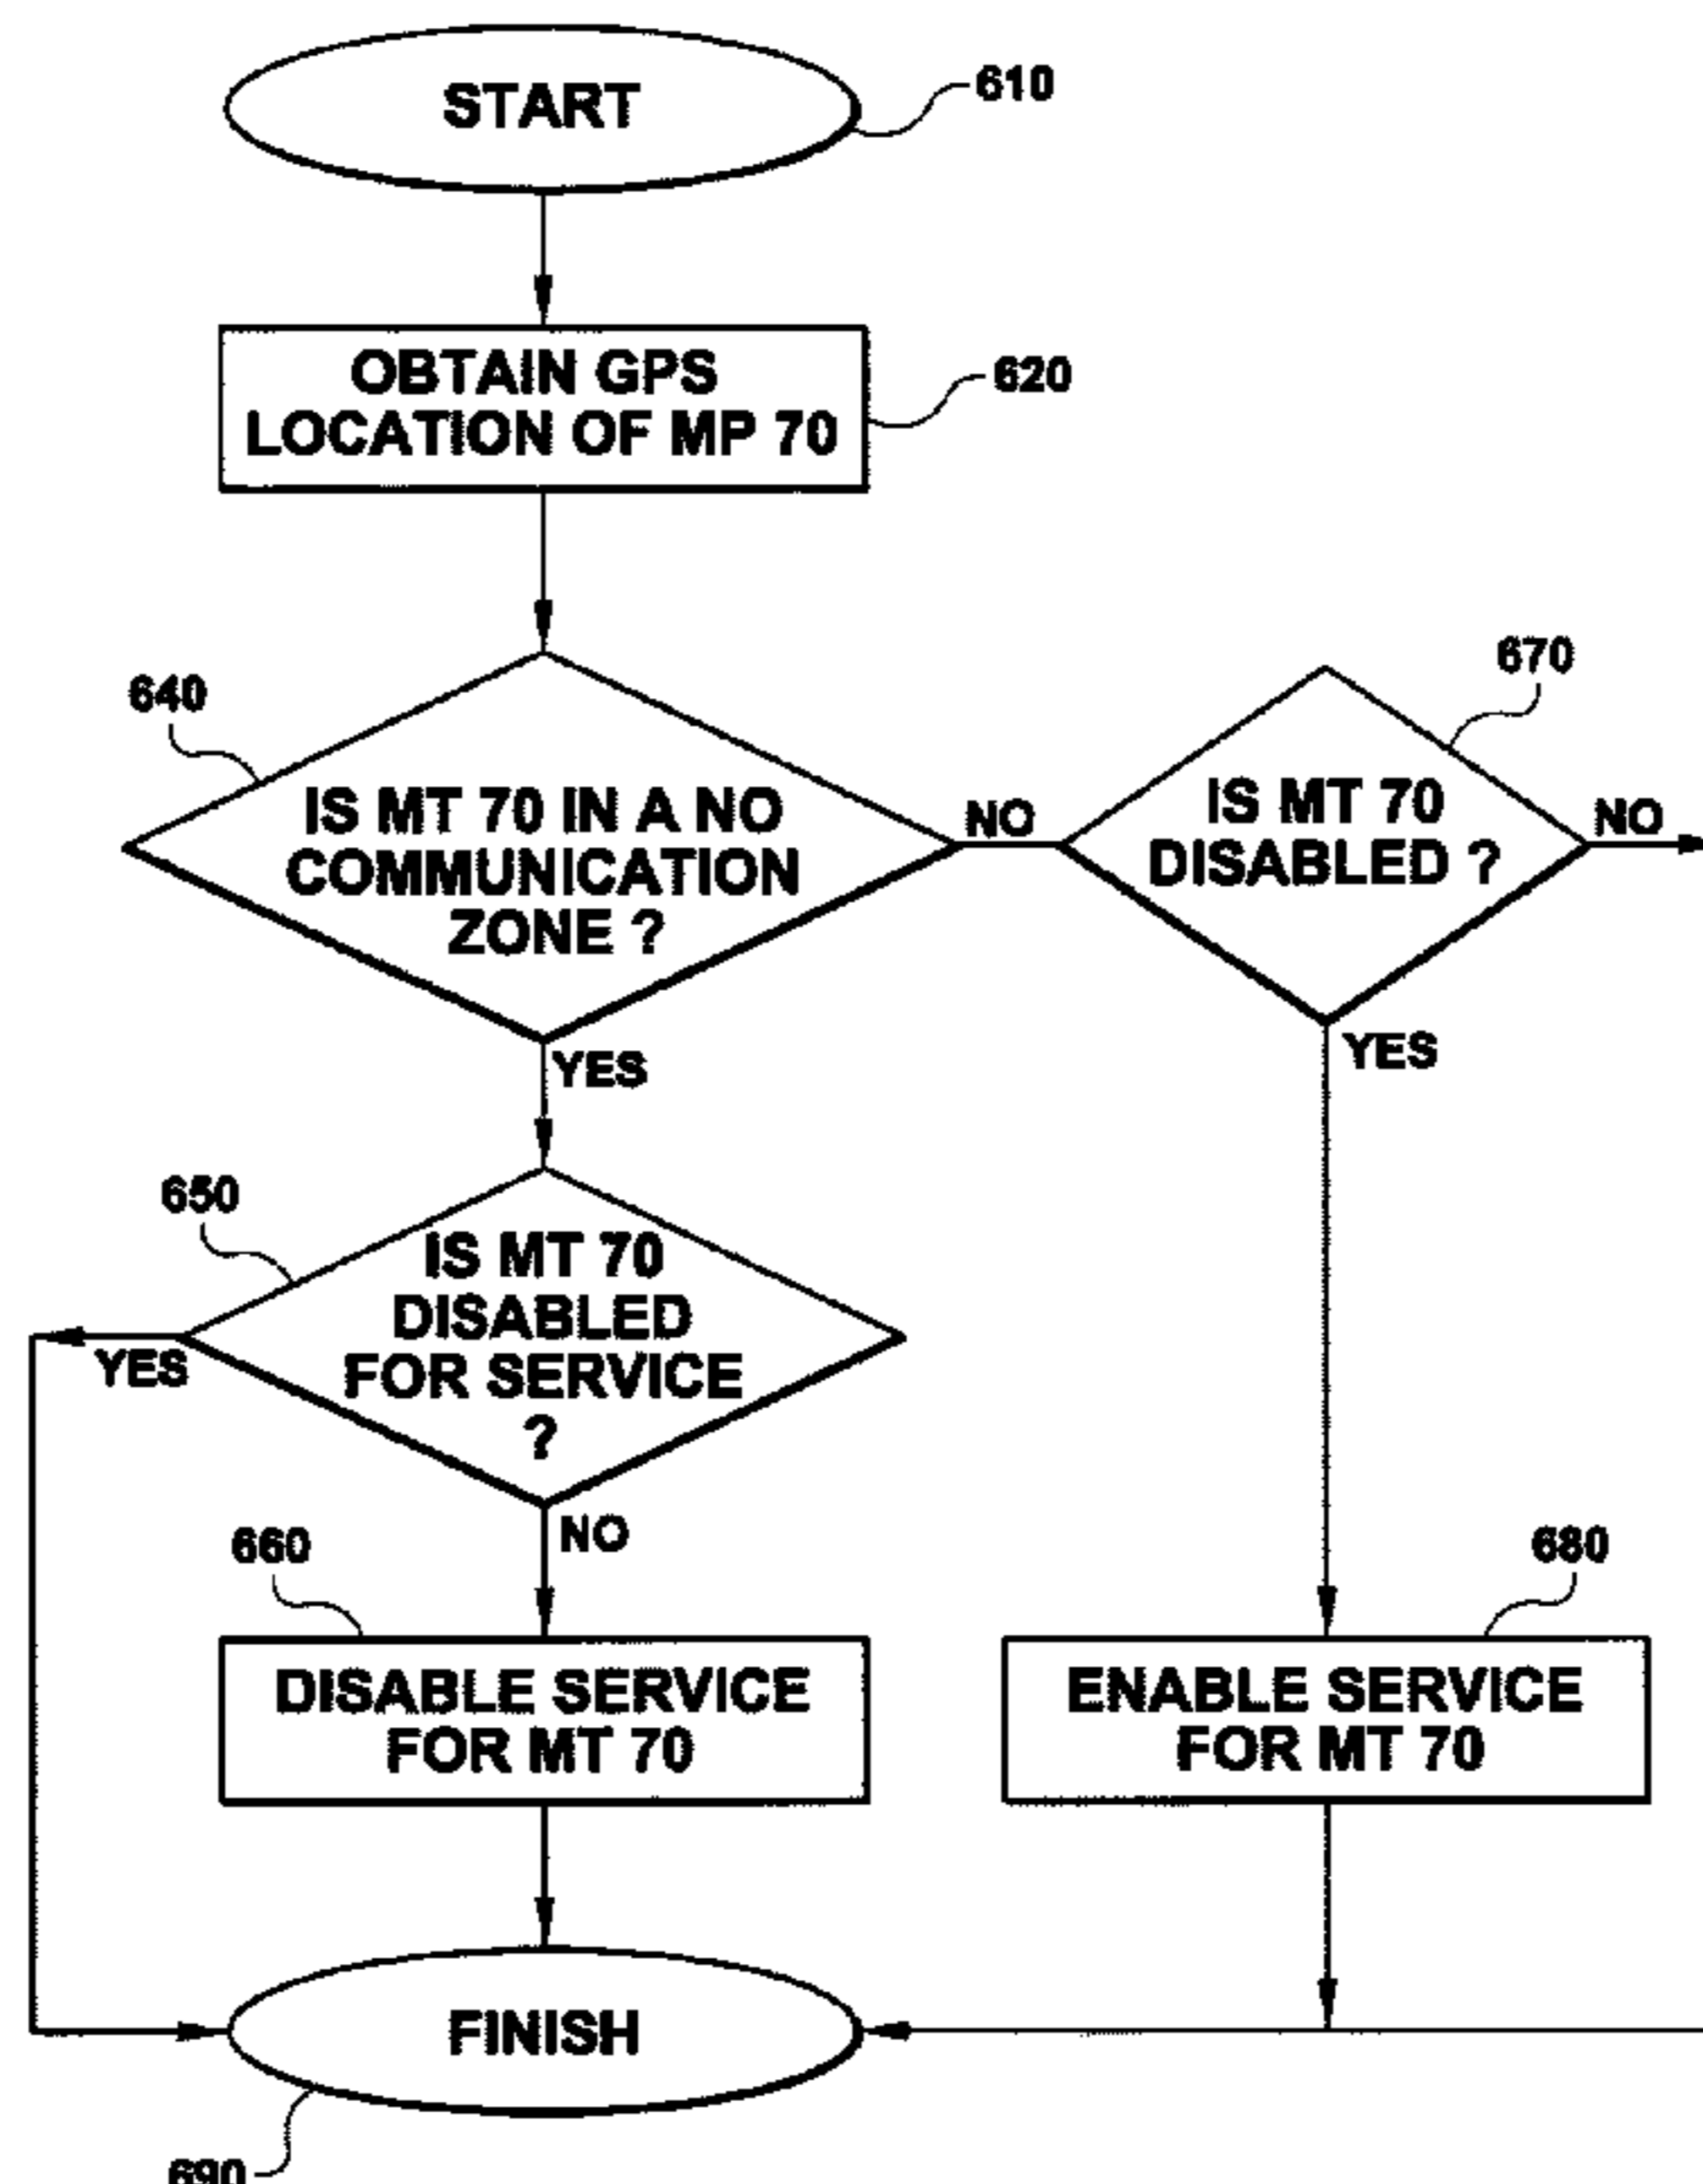 START
610
OBTAIN GPS
LOCATION OF MP 70
620
640
IS MT 70 IN A NO
COMMUNICATION
ZONE ?
NO
670
IS MT 70
DISABLED ?
NO
YES
YES
650
IS MT 70
DISABLED
FOR SERVICE
?
YES
NO
660
DISABLE SERVICE
FOR MT 70
680
ENABLE SERVICE
FOR MT 70
FINISH
690